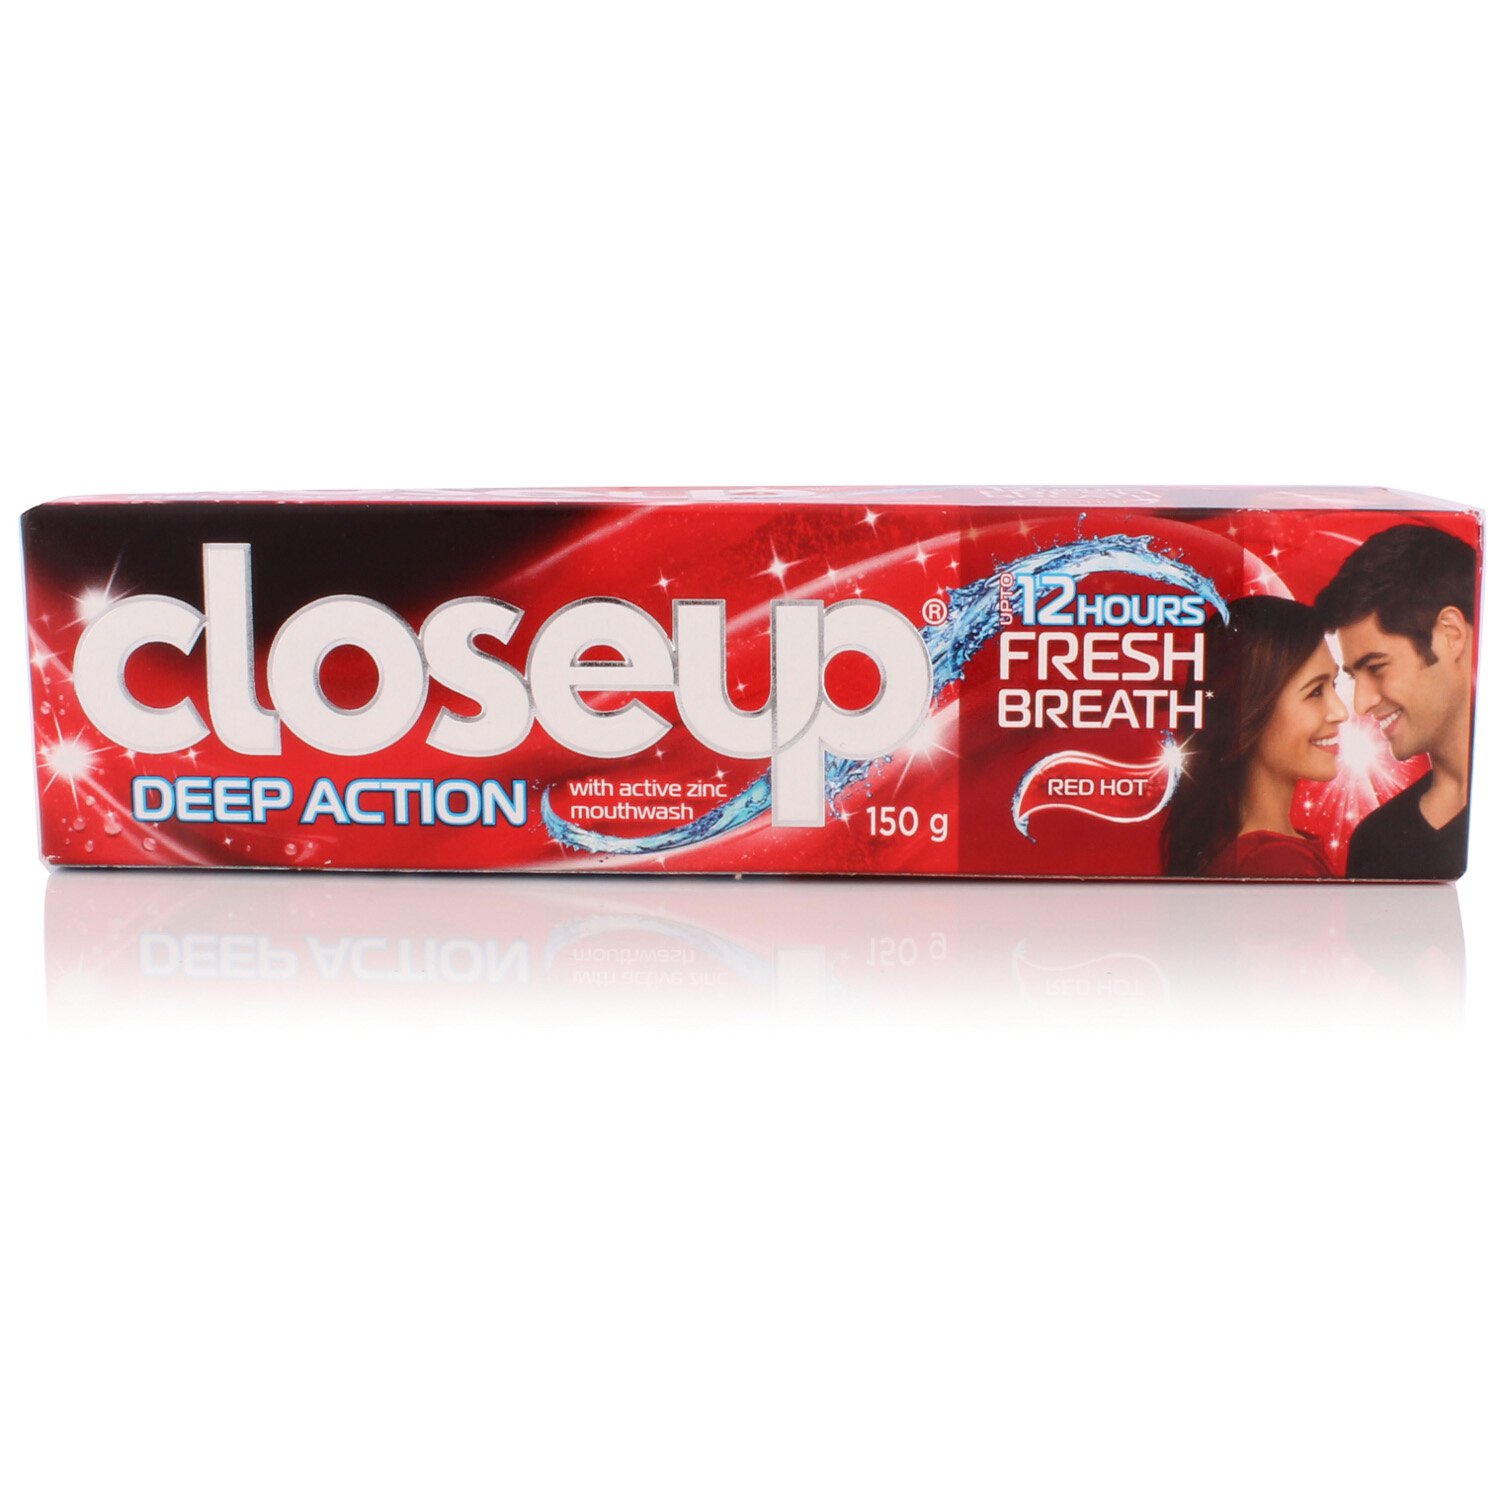 closeup®
DEEP ACTION
with active zinc
mouthwash
150 g
UPTO
12 HOURS
FRESH
BREATH*
RED HOT